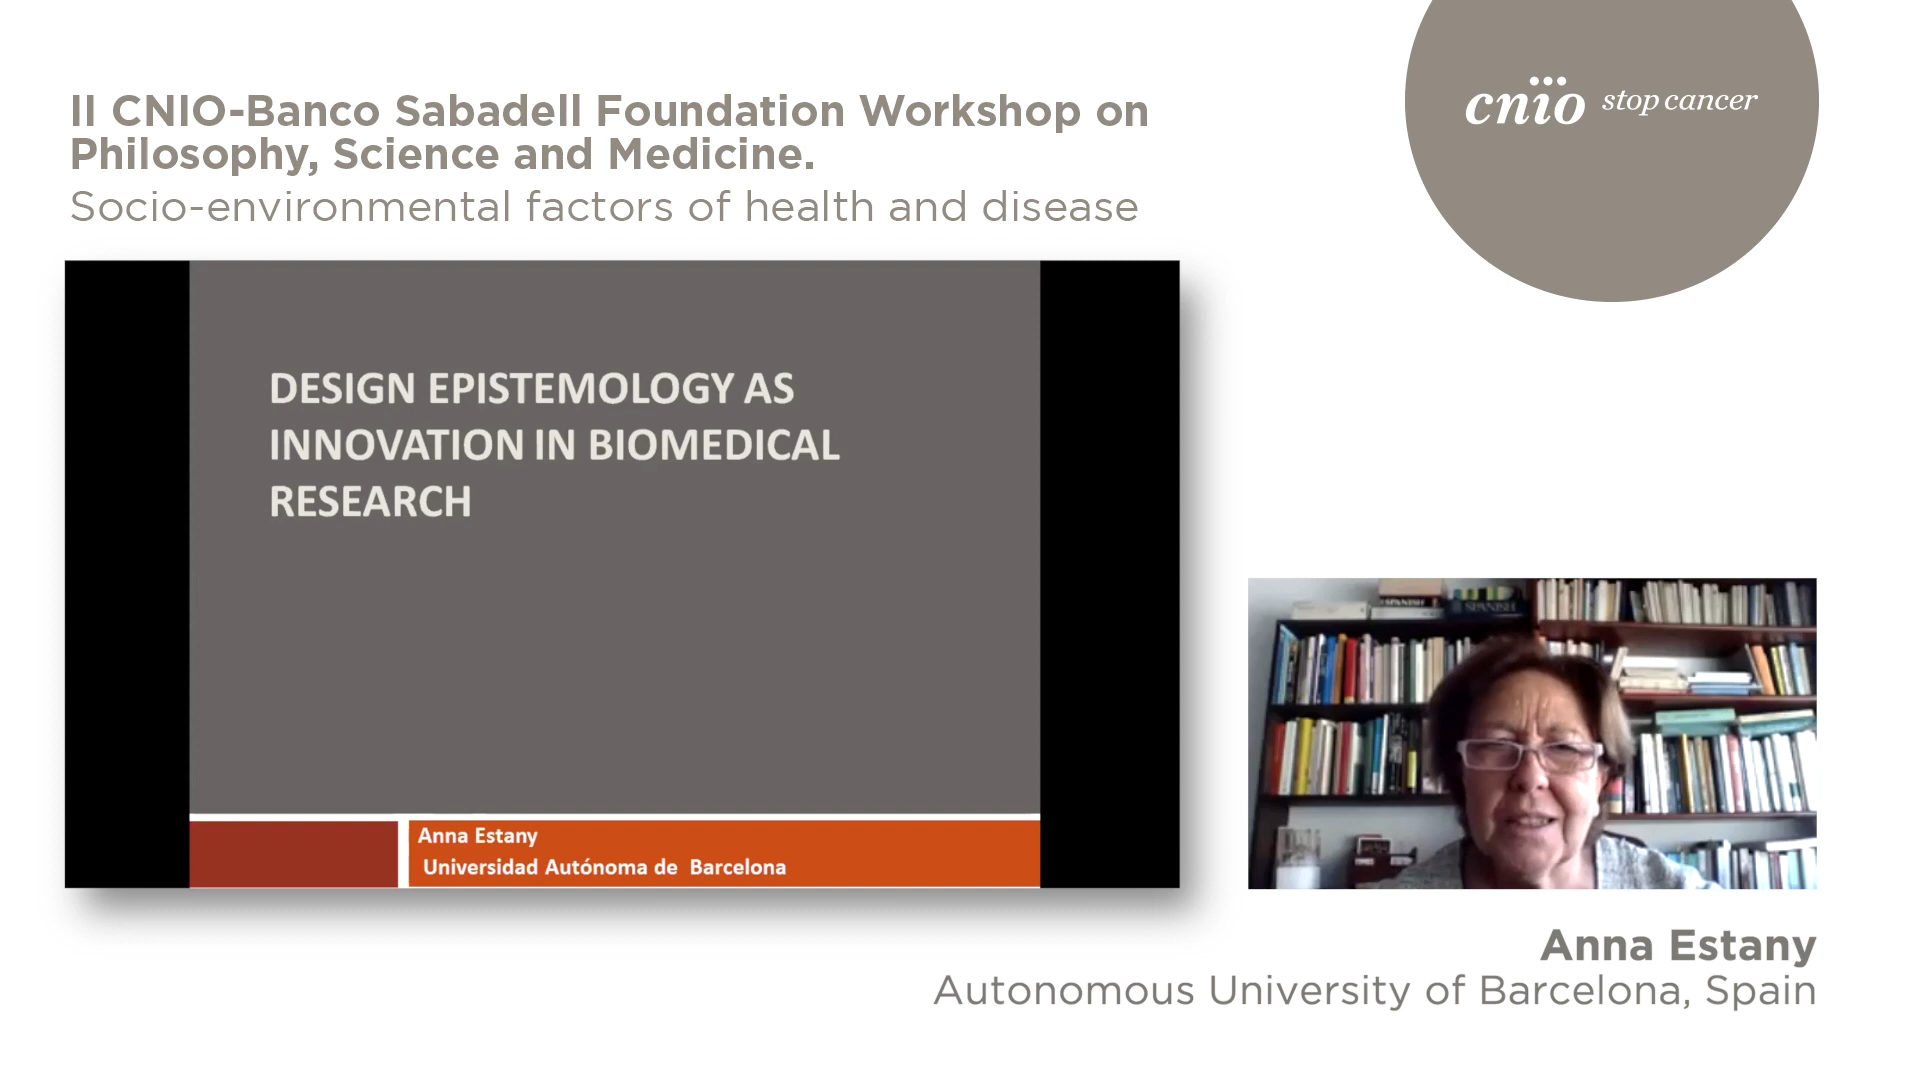 II CNIO-Banco Sabadell Foundation Workshop on
Philosophy, Science and Medicine.
Socio-environmental factors of health and disease
cnio stop cancer
DESIGN EPISTEMOLOGY AS
INNOVATION IN BIOMEDICAL
RESEARCH
Anna Estany
Universidad Autónoma de Barcelona
SPANISH
SPANISH
Anna Estany
Autonomous University of Barcelona, Spain